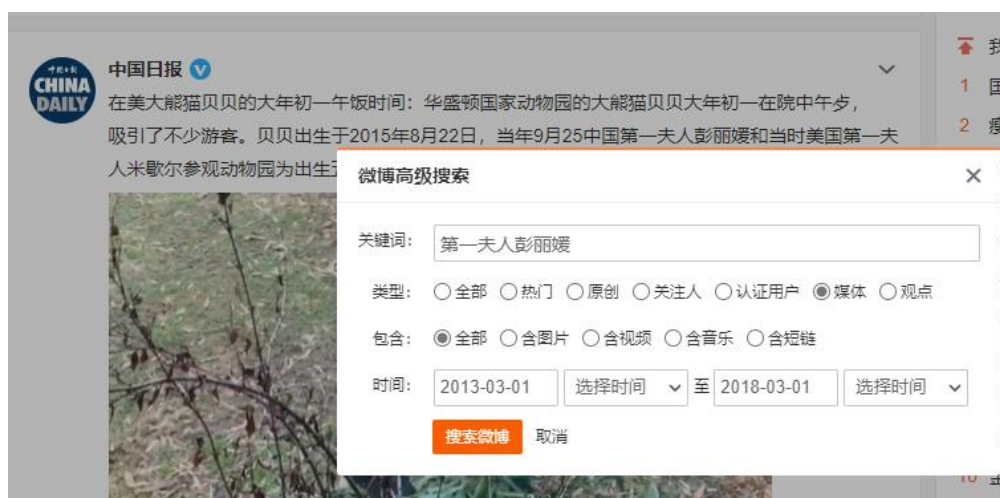 中国日报
CHINA
DAILY
在美大熊猫贝贝的大年初一午饭时间：华盛顿国家动物园的大熊猫贝贝大年初一在院中午歺，
吸引了不少游客。贝贝出生于2015年8月22日，当年9月25中国第一夫人彭丽媛和当时美国第一夫
人米歇尔参观动物园为出生
微博高级搜索
关键词： 第一夫人彭丽媛
类型： 全部 热门 原创 关注人 认证用户 媒体 观点
包含： 全部 含图片 含视频 含音乐 含短链
时间： 2013-03-01 选择时间 至 2018-03-01 选择时间
搜索微博 取消
1
2
10